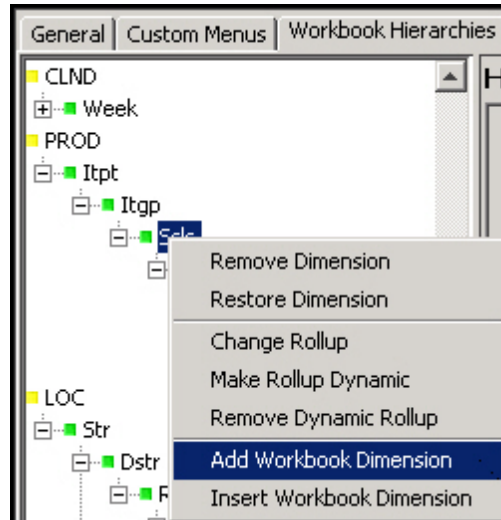 General
Custom Menus
Workbook Hierarchies
H
CLND
Week
PROD
Itpt
Itgp
Remove Dimension
Restore Dimension
Change Rollup
Make Rollup Dynamic
Remove Dynamic Rollup
Add Workbook Dimension
Insert Workbook Dimension
LOC
Str
Dstr